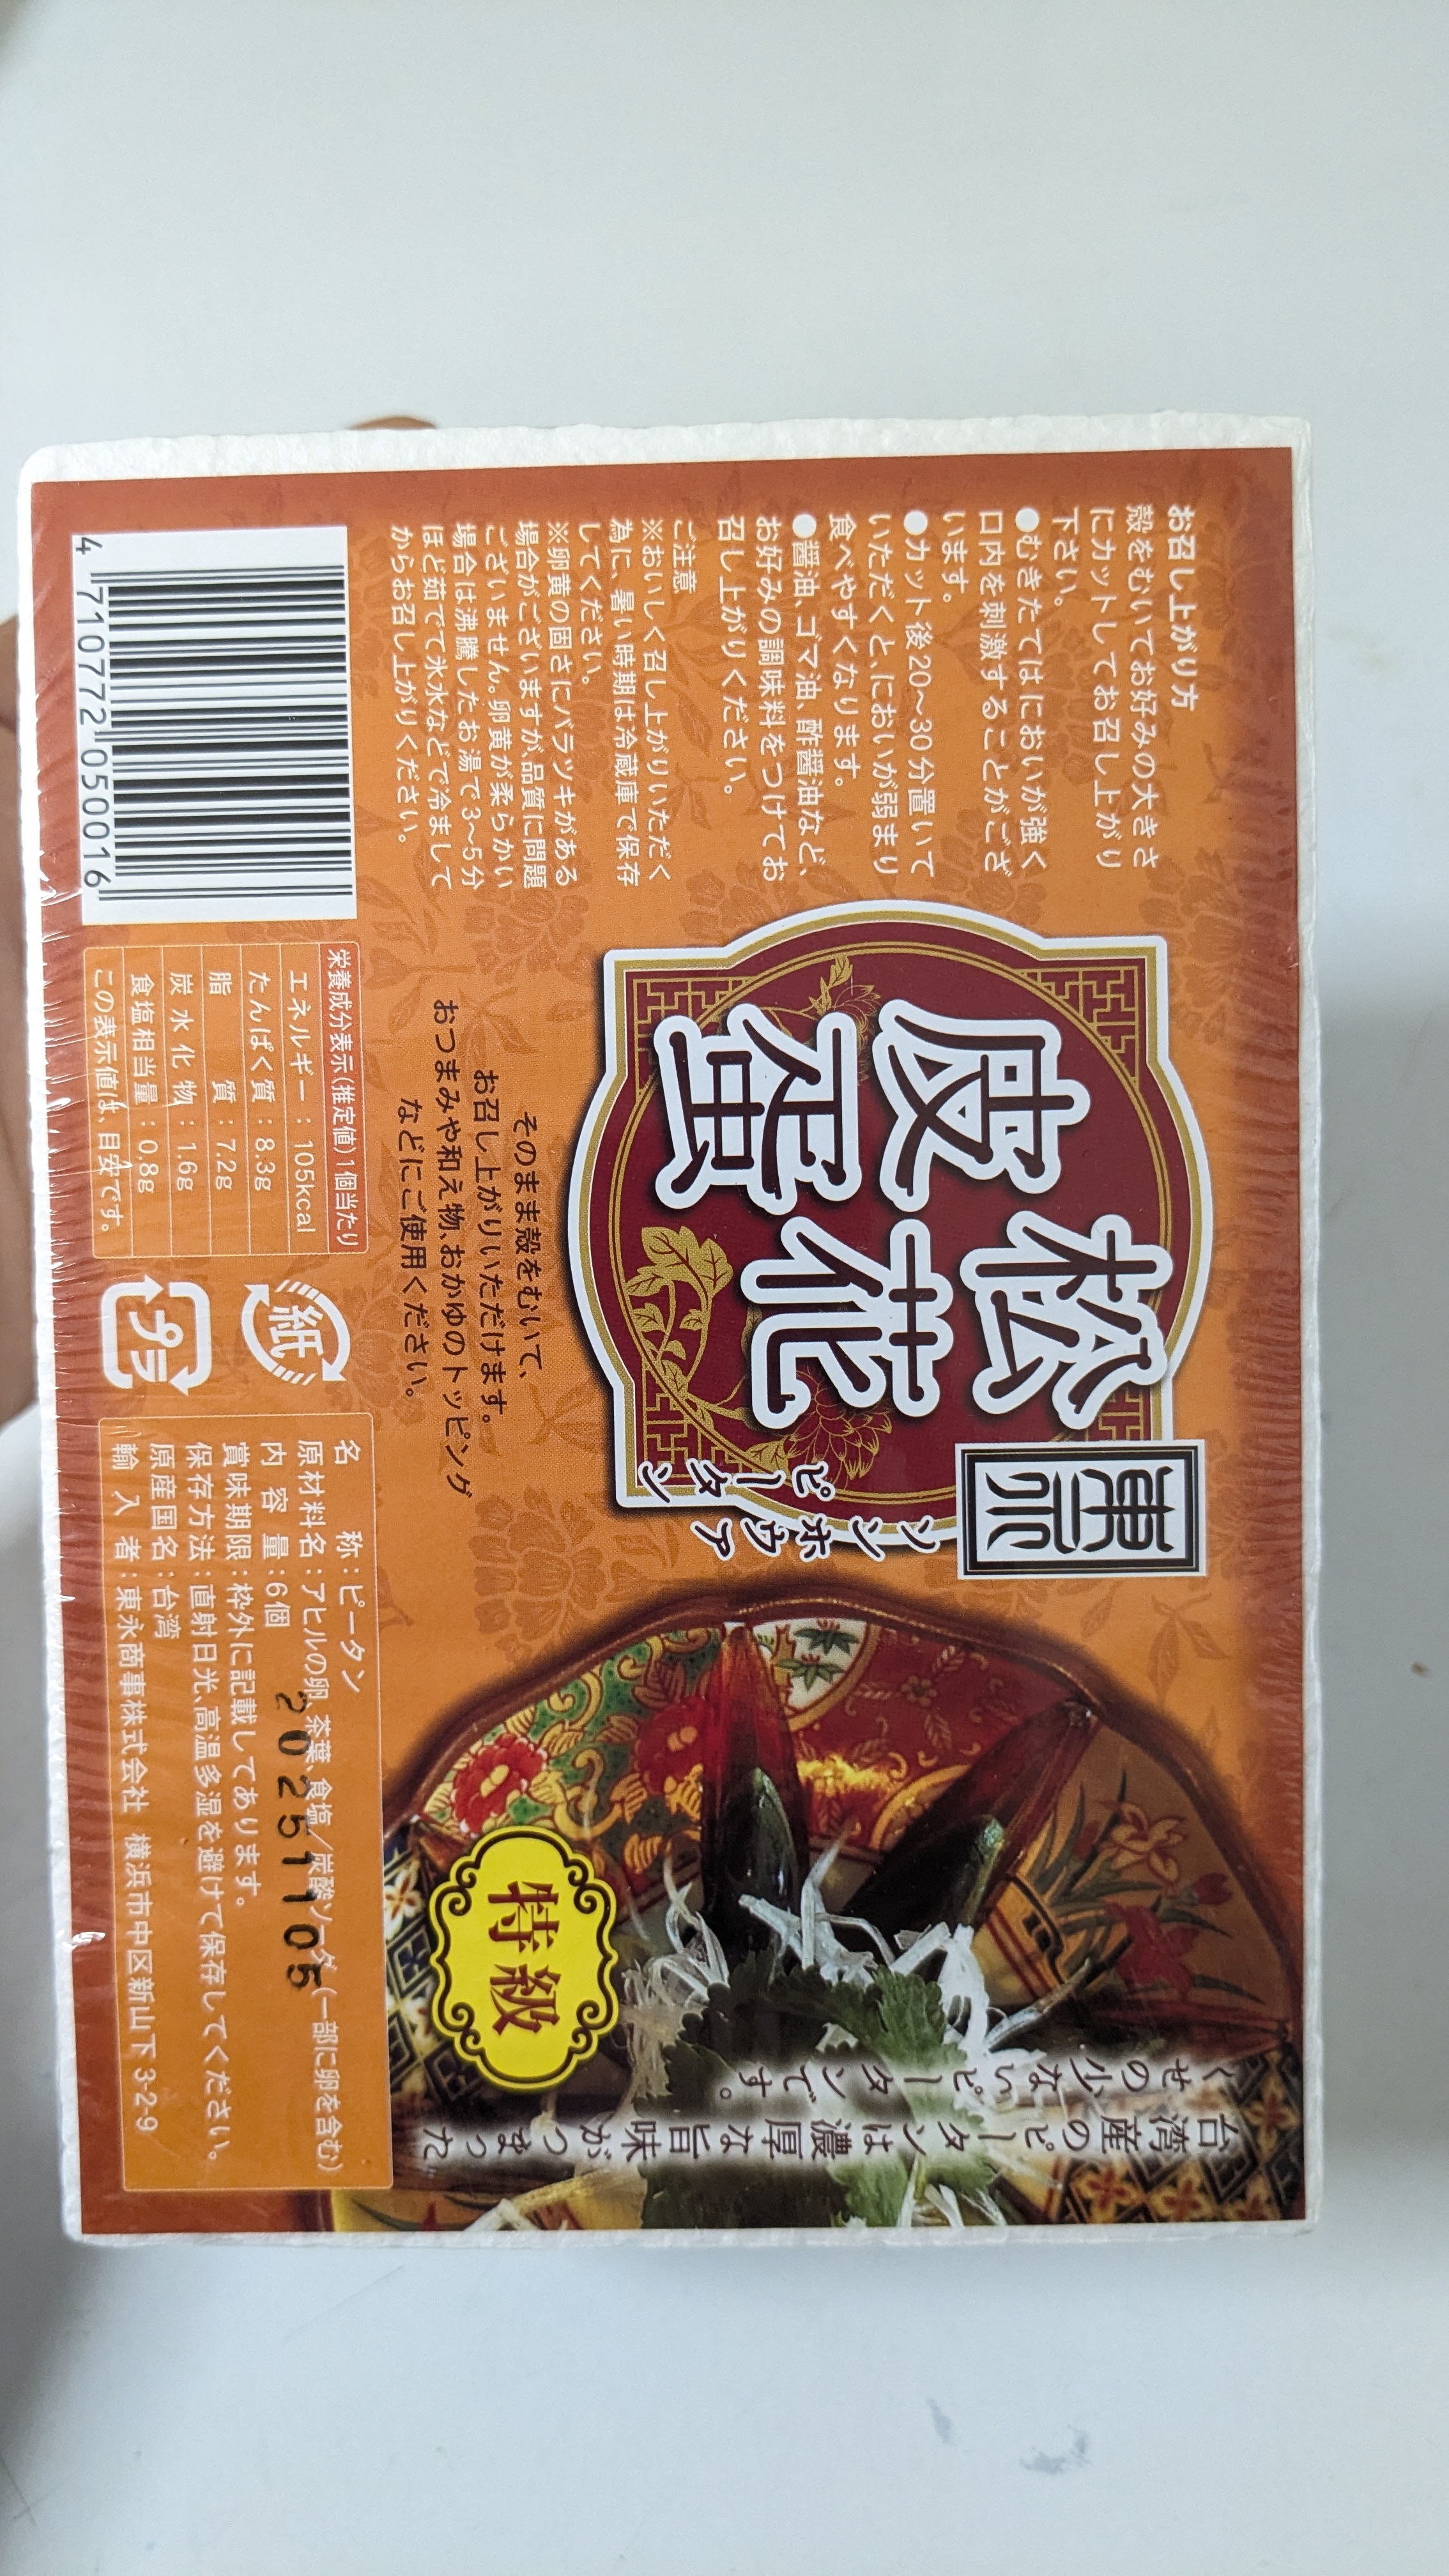 お召し上がり方
殻をむいてお好みの大きさ
にカットしてお召し上がり
下さい。
●むきたてはにおいが強く
口内を刺激することがござ
います。
●カット後20〜30分置いて
いただくと、においが弱まり
食べやすくなります。
●醤油、ゴマ油、酢醤油など、
お好みの調味料をつけてお
召し上がりください。
ご注意
※おいしく召し上がりいただく
為に、暑い時期は冷蔵庫で保存
してください。
※卵黄の固さにバラツキがある
場合がございますが、品質に問題
ございません。卵黄が柔らかい
場合は沸騰したお湯で3〜5分
ほど茹でて氷水などで冷まして
からお召し上がりください。
4 710772 050016
東永
松花
皮蛋
ソンホワァ
ピータン
そのまま殻をむいて、
お召し上がりいただけます。
おつまみや和え物、おかゆのトッピング
などにご使用ください。
栄養成分表示(推定値)1個当たり
エネルギー:105kcal
たんぱく質:8.3g
脂質:7.2g
炭水化物:1.6g
食塩相当量:0.8g
この表示値は、目安です。
紙
プラ
台湾産のピータンは濃厚な旨味がつまった
くせの少ないピータンです。
特級
名称:ピータン
原材料名:アヒルの卵、茶葉、食塩/炭酸ソーダ、(一部に卵を含む)
内容量:6個
20251105
賞味期限:枠外に記載してあります。
保存方法:直射日光、高温多湿を避けて保存してください。
原産国名:台湾
輸入者:東永商事株式会社 横浜市中区新山下3-2-9